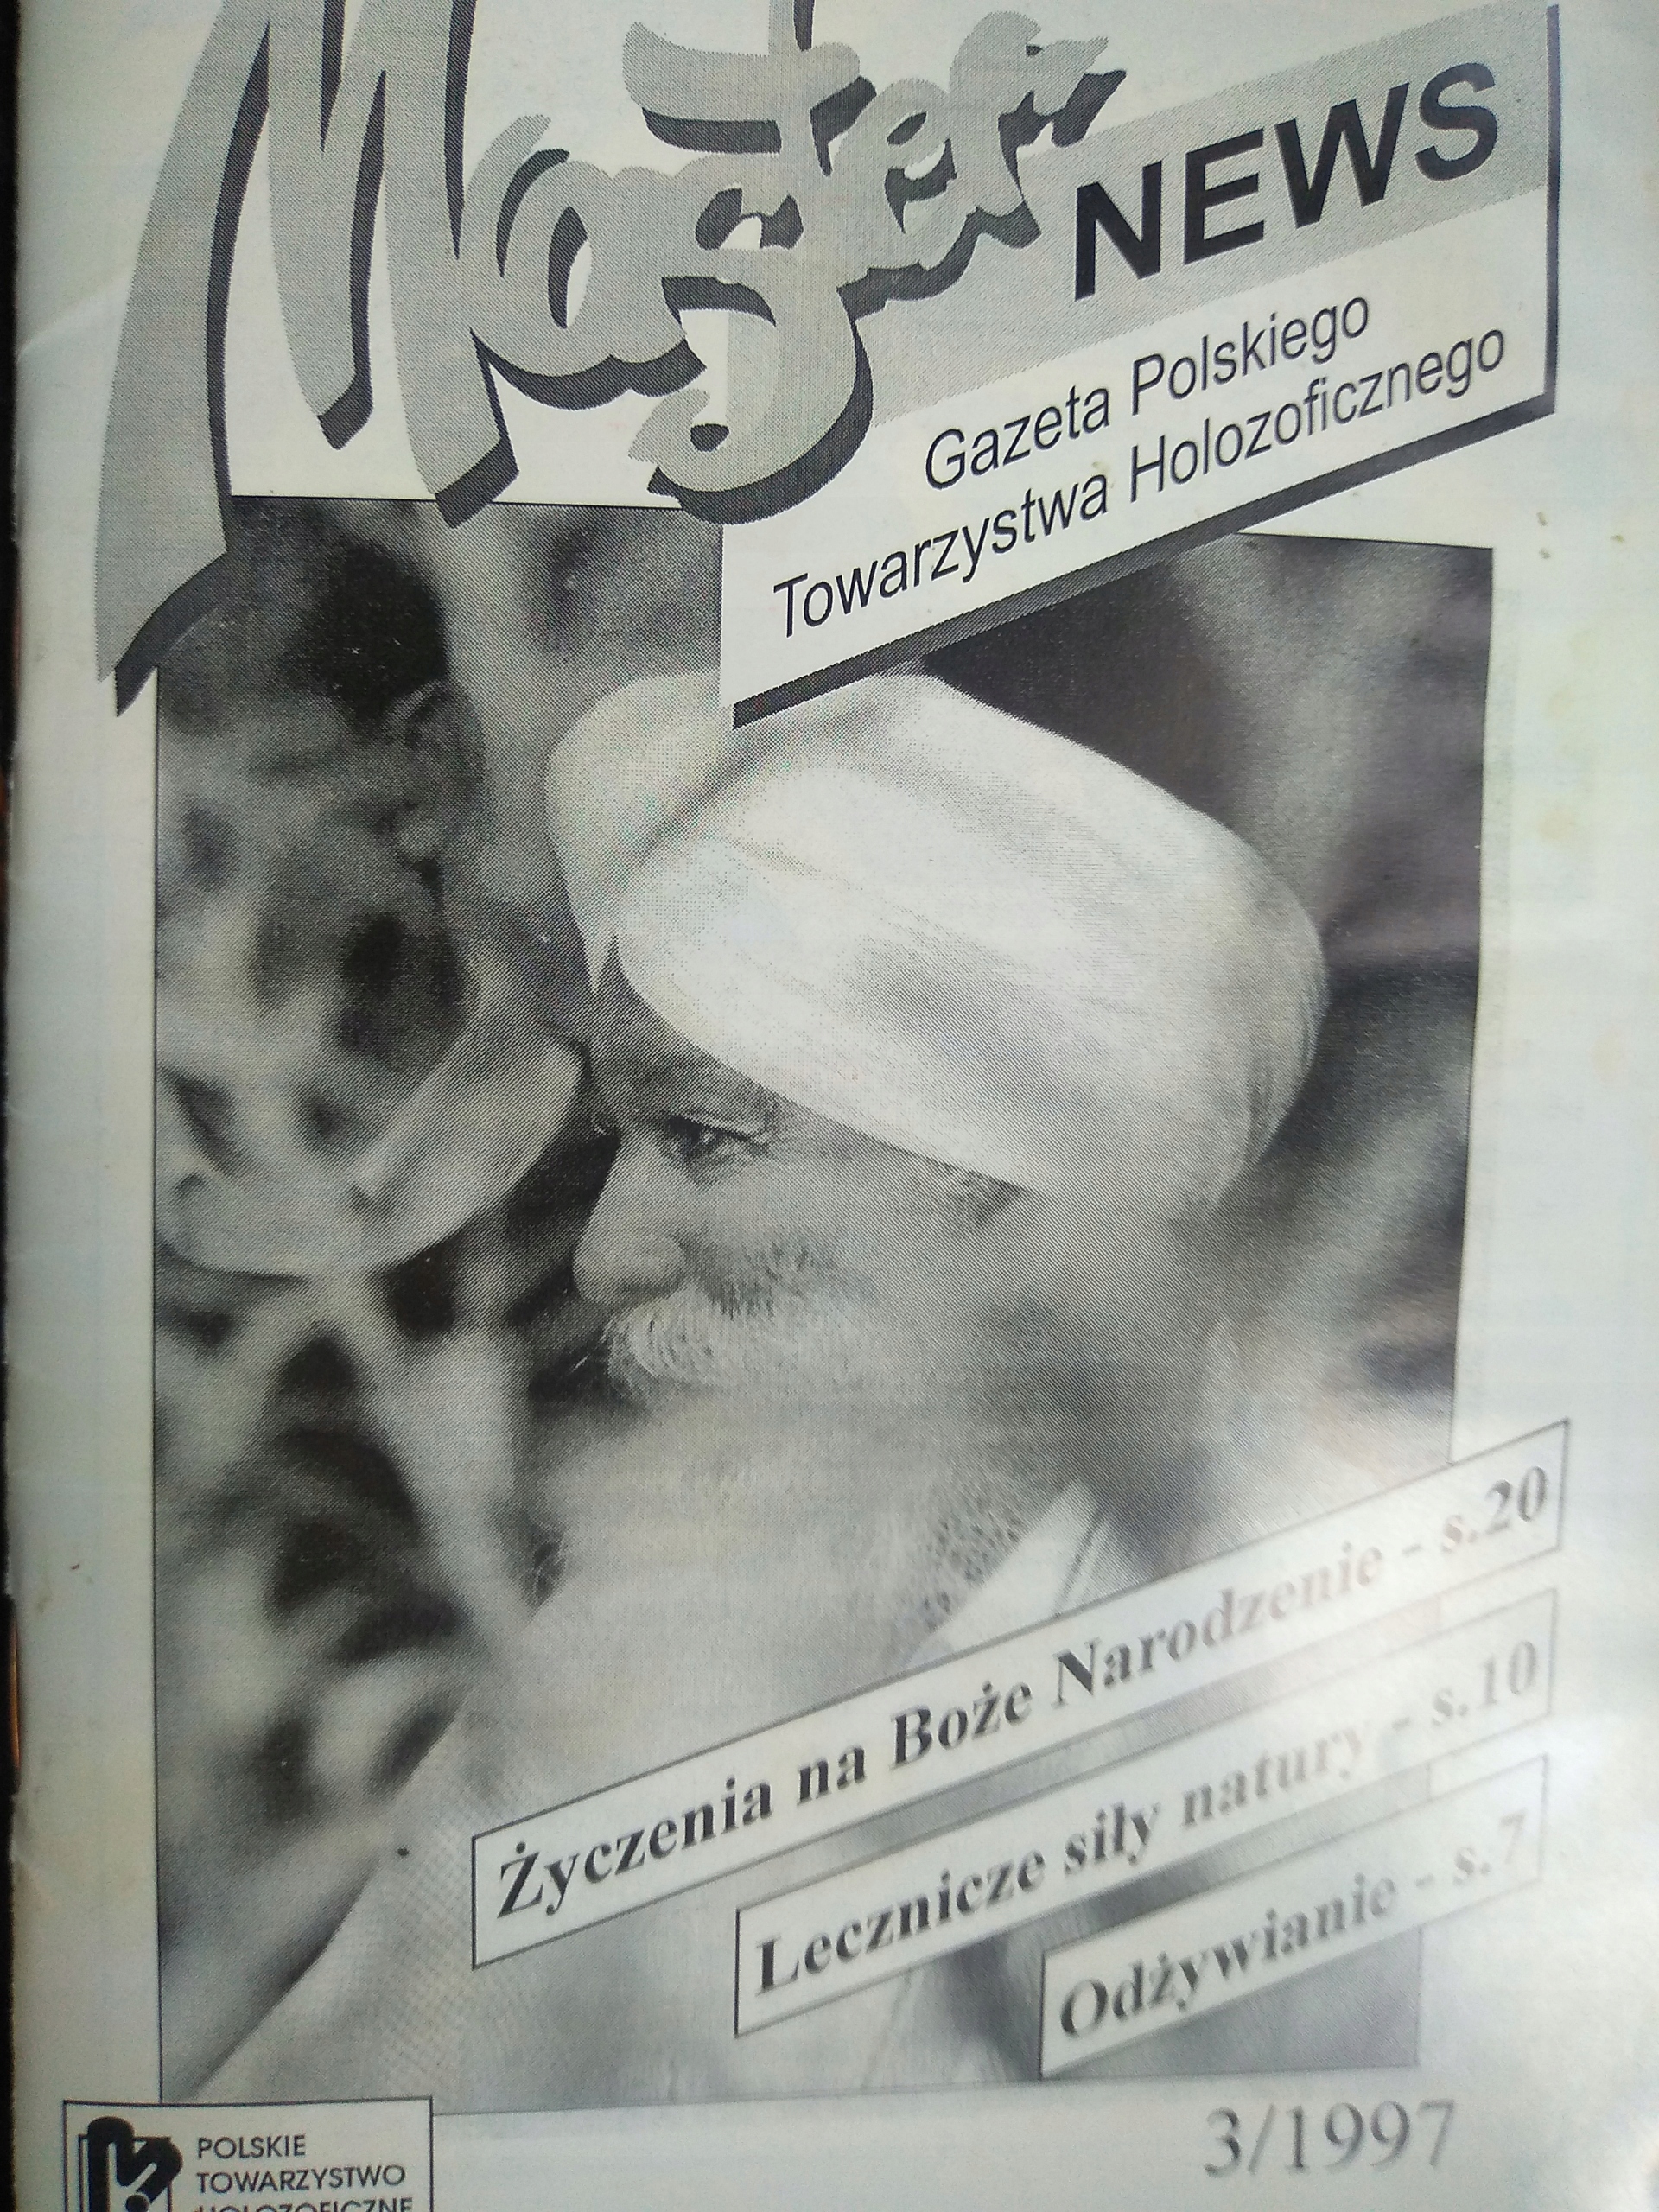 Master
NEWS
Gazeta Polskiego
Towarzystwa Holozoficznego
Życzenia na Boże Narodzenie - s.20
Lecznicze siły natury - s.10
Odżywianie - s.7
3/1997
POLSKIE
TOWARZYSTWO
HOLOZOFICZNE